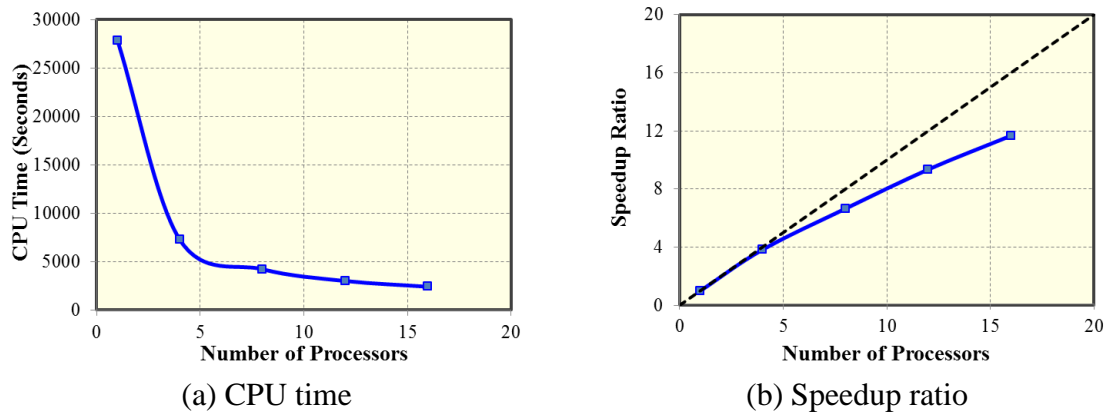 30000
25000
20000
15000
10000
5000
0
CPU Time (Seconds)
0 5 10 15 20
Number of Processors
(a) CPU time
20
16
12
8
4
0
Speedup Ratio
0 5 10 15 20
Number of Processors
(b) Speedup ratio